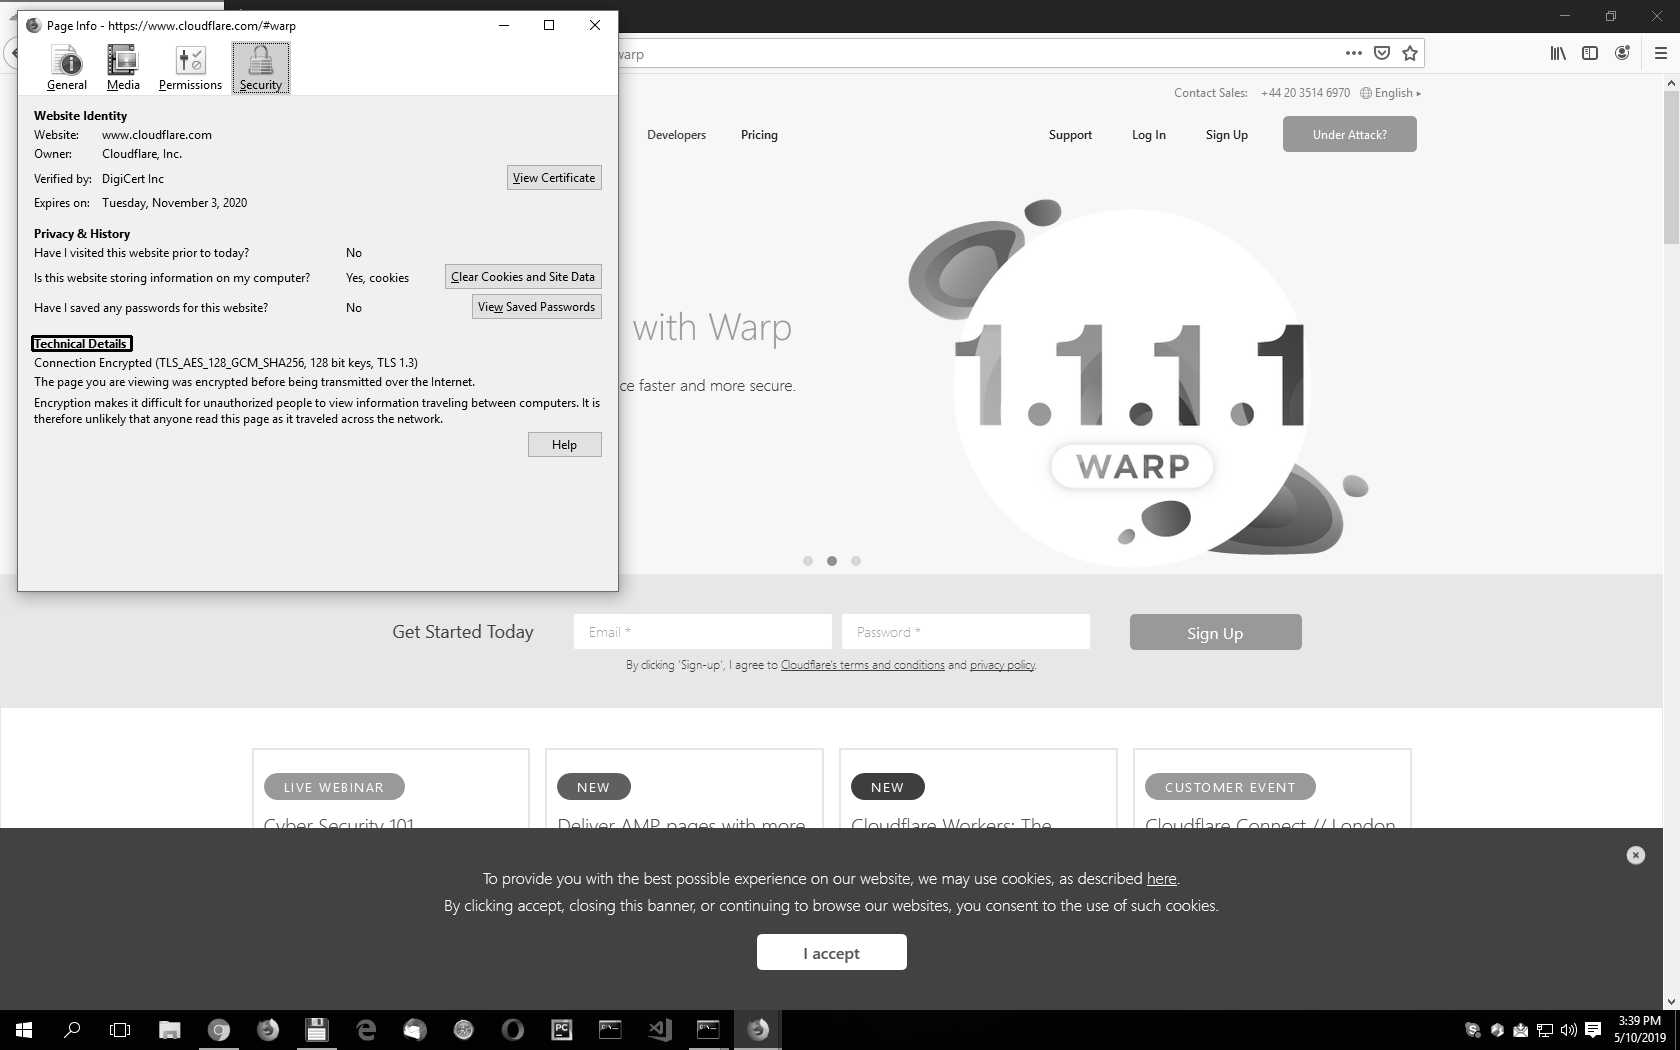 Page Info - https://www.cloudflare.com/#warp
General Media Permissions Security
Website Identity
Website: www.cloudflare.com
Owner: Cloudflare, Inc.
Verified by: DigiCert Inc
View Certificate
Expires on: Tuesday, November 3, 2020
Privacy & History
Have I visited this website prior to today? No
Is this website storing information on my computer? Yes, cookies
Clear Cookies and Site Data
Have I saved any passwords for this website? No
View Saved Passwords
Technical Details
Connection Encrypted (TLS_AES_128_GCM_SHA256, 128 bit keys, TLS 1.3)
The page you are viewing was encrypted before being transmitted over the Internet.
Encryption makes it difficult for unauthorized people to view information traveling between computers. It is
therefore unlikely that anyone read this page as it traveled across the network.
Help
warp
Contact Sales: +44 20 3514 6970 English
Developers Pricing Support Log In Sign Up Under Attack?
with Warp
ce faster and more secure.
1.1.1.1
WARP
Get Started Today Email * Password * Sign Up
By clicking 'Sign-up', I agree to Cloudflare's terms and conditions and privacy policy.
LIVE WEBINAR NEW NEW CUSTOMER EVENT
Cyber Security 101 Deliver AMP pages with more Cloudflare Workers: The Cloudflare Connect // London
To provide you with the best possible experience on our website, we may use cookies, as described here.
By clicking accept, closing this banner, or continuing to browse our websites, you consent to the use of such cookies.
I accept
PC
3:39 PM
5/10/2019